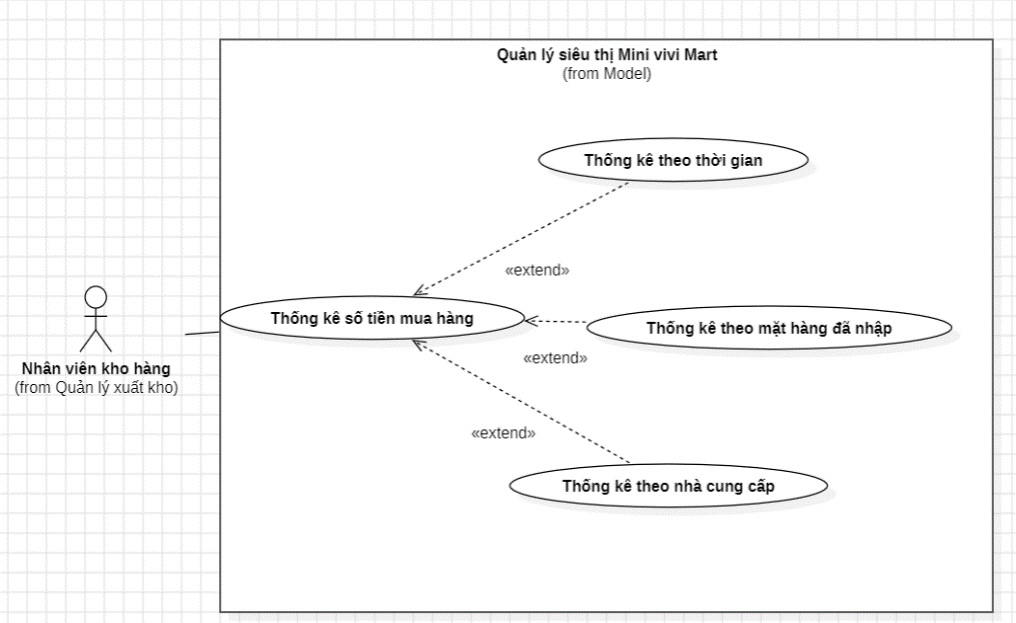 Quản lý siêu thị Mini vivi Mart
(from Model)
Thống kê theo thời gian
«extend»
Thống kê số tiền mua hàng
Thống kê theo mặt hàng đã nhập
«extend»
Nhân viên kho hàng
(from Quản lý xuất kho)
«extend»
Thống kê theo nhà cung cấp